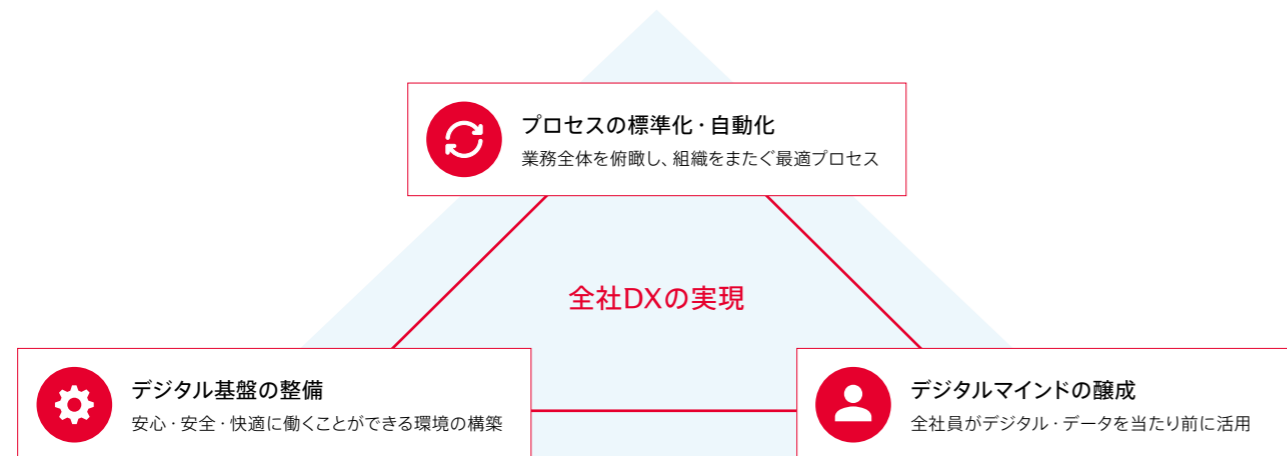 プロセスの標準化・自動化
業務全体を俯瞰し、組織をまたぐ最適プロセス
全社DXの実現
デジタル基盤の整備
安心・安全・快適に働くことができる環境の構築
デジタルマインドの醸成
全社員がデジタル・データを当たり前に活用